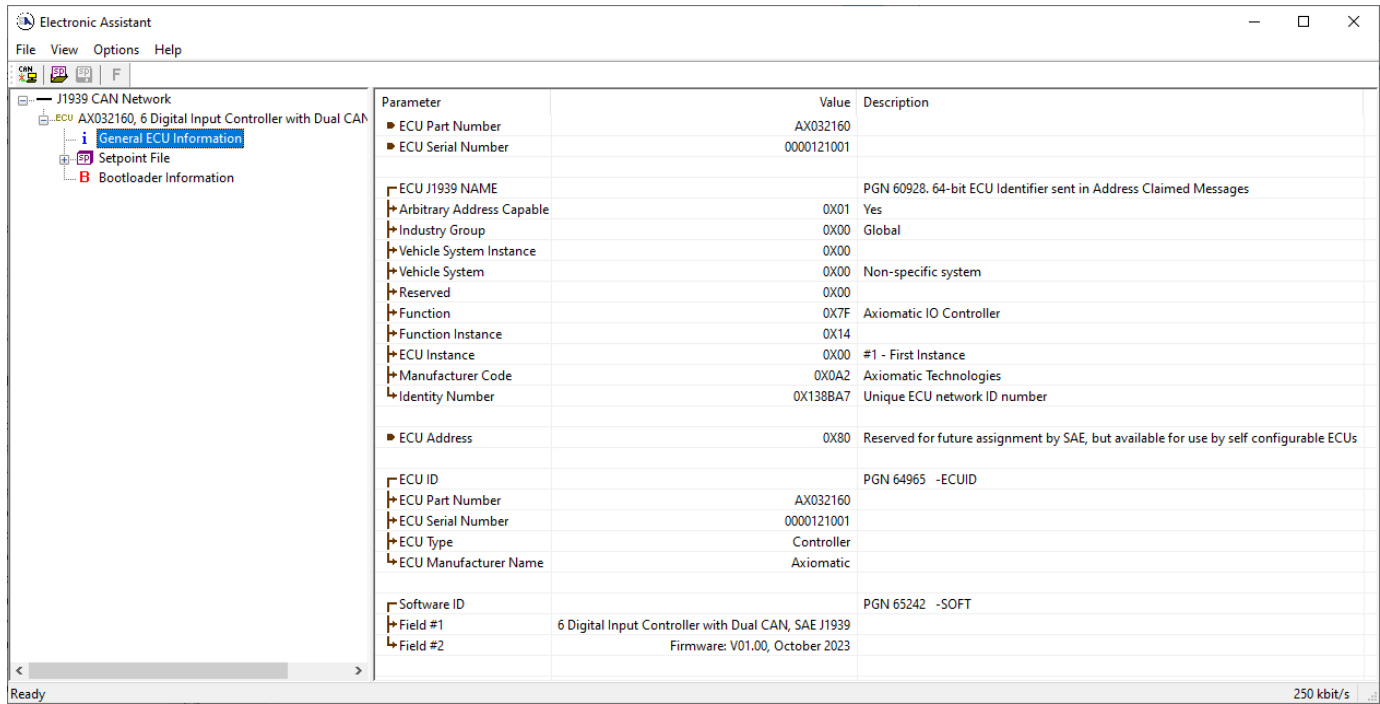 Electronic Assistant
File View Options Help
CAN SP SP F
J1939 CAN Network
ECU AX032160, 6 Digital Input Controller with Dual CAN
i General ECU Information
SP Setpoint File
B Bootloader Information
Parameter Value Description
ECU Part Number AX032160
ECU Serial Number 0000121001
ECU J1939 NAME PGN 60928. 64-bit ECU Identifier sent in Address Claimed Messages
Arbitrary Address Capable 0X01 Yes
Industry Group 0X00 Global
Vehicle System Instance 0X00
Vehicle System 0X00 Non-specific system
Reserved 0X00
Function 0X7F Axiomatic IO Controller
Function Instance 0X14
ECU Instance 0X00 #1 - First Instance
Manufacturer Code 0X0A2 Axiomatic Technologies
Identity Number 0X138BA7 Unique ECU network ID number
ECU Address 0X80 Reserved for future assignment by SAE, but available for use by self configurable ECUs
ECU ID PGN 64965 -ECUID
ECU Part Number AX032160
ECU Serial Number 0000121001
ECU Type Controller
ECU Manufacturer Name Axiomatic
Software ID PGN 65242 -SOFT
Field #1 6 Digital Input Controller with Dual CAN, SAE J1939
Field #2 Firmware: V01.00, October 2023
Ready 250 kbit/s